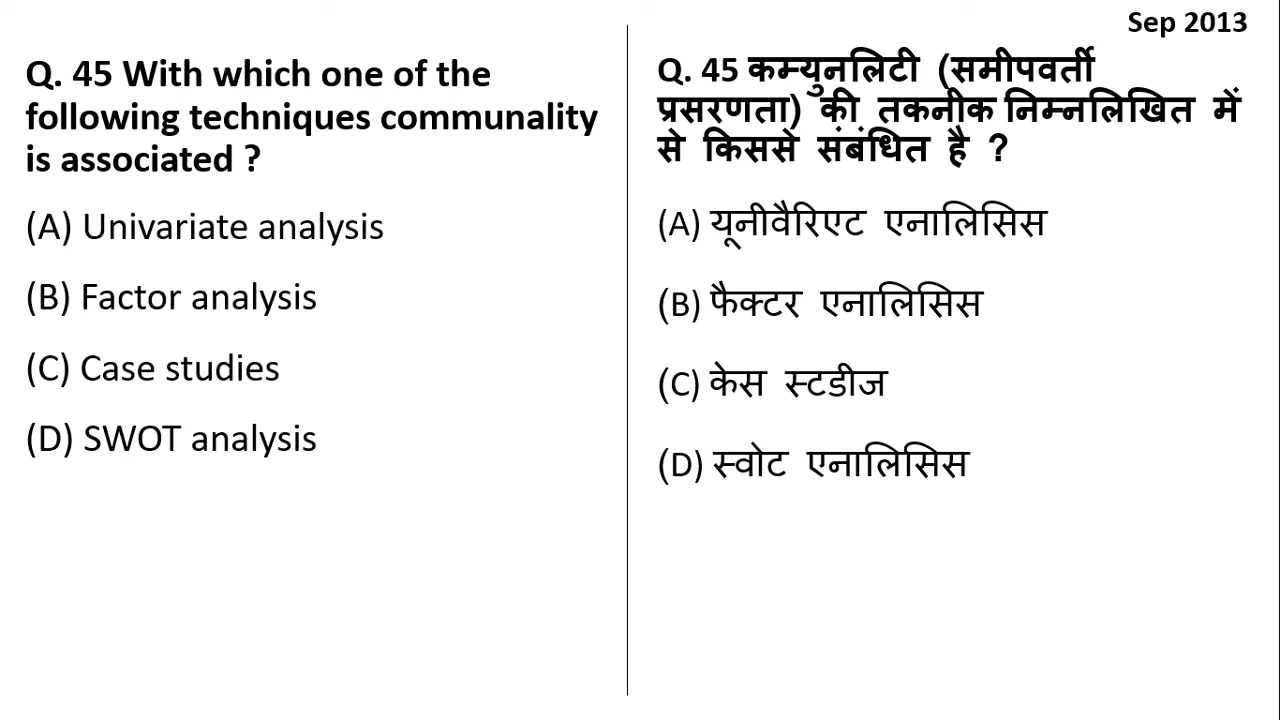 Sep 2013
Q. 45 With which one of the
following techniques communality
is associated ?
(A) Univariate analysis
(B) Factor analysis
(C) Case studies
(D) SWOT analysis
Q. 45 कम्युनलिटी (समीपवर्ती
प्रसरणता) की तकनीक निम्नलिखित में
से किससे संबंधित है ?
(A) यूनीवैरिएट एनालिसिस
(B) फैक्टर एनालिसिस
(C) केस स्टडीज
(D) स्वोट एनालिसिस